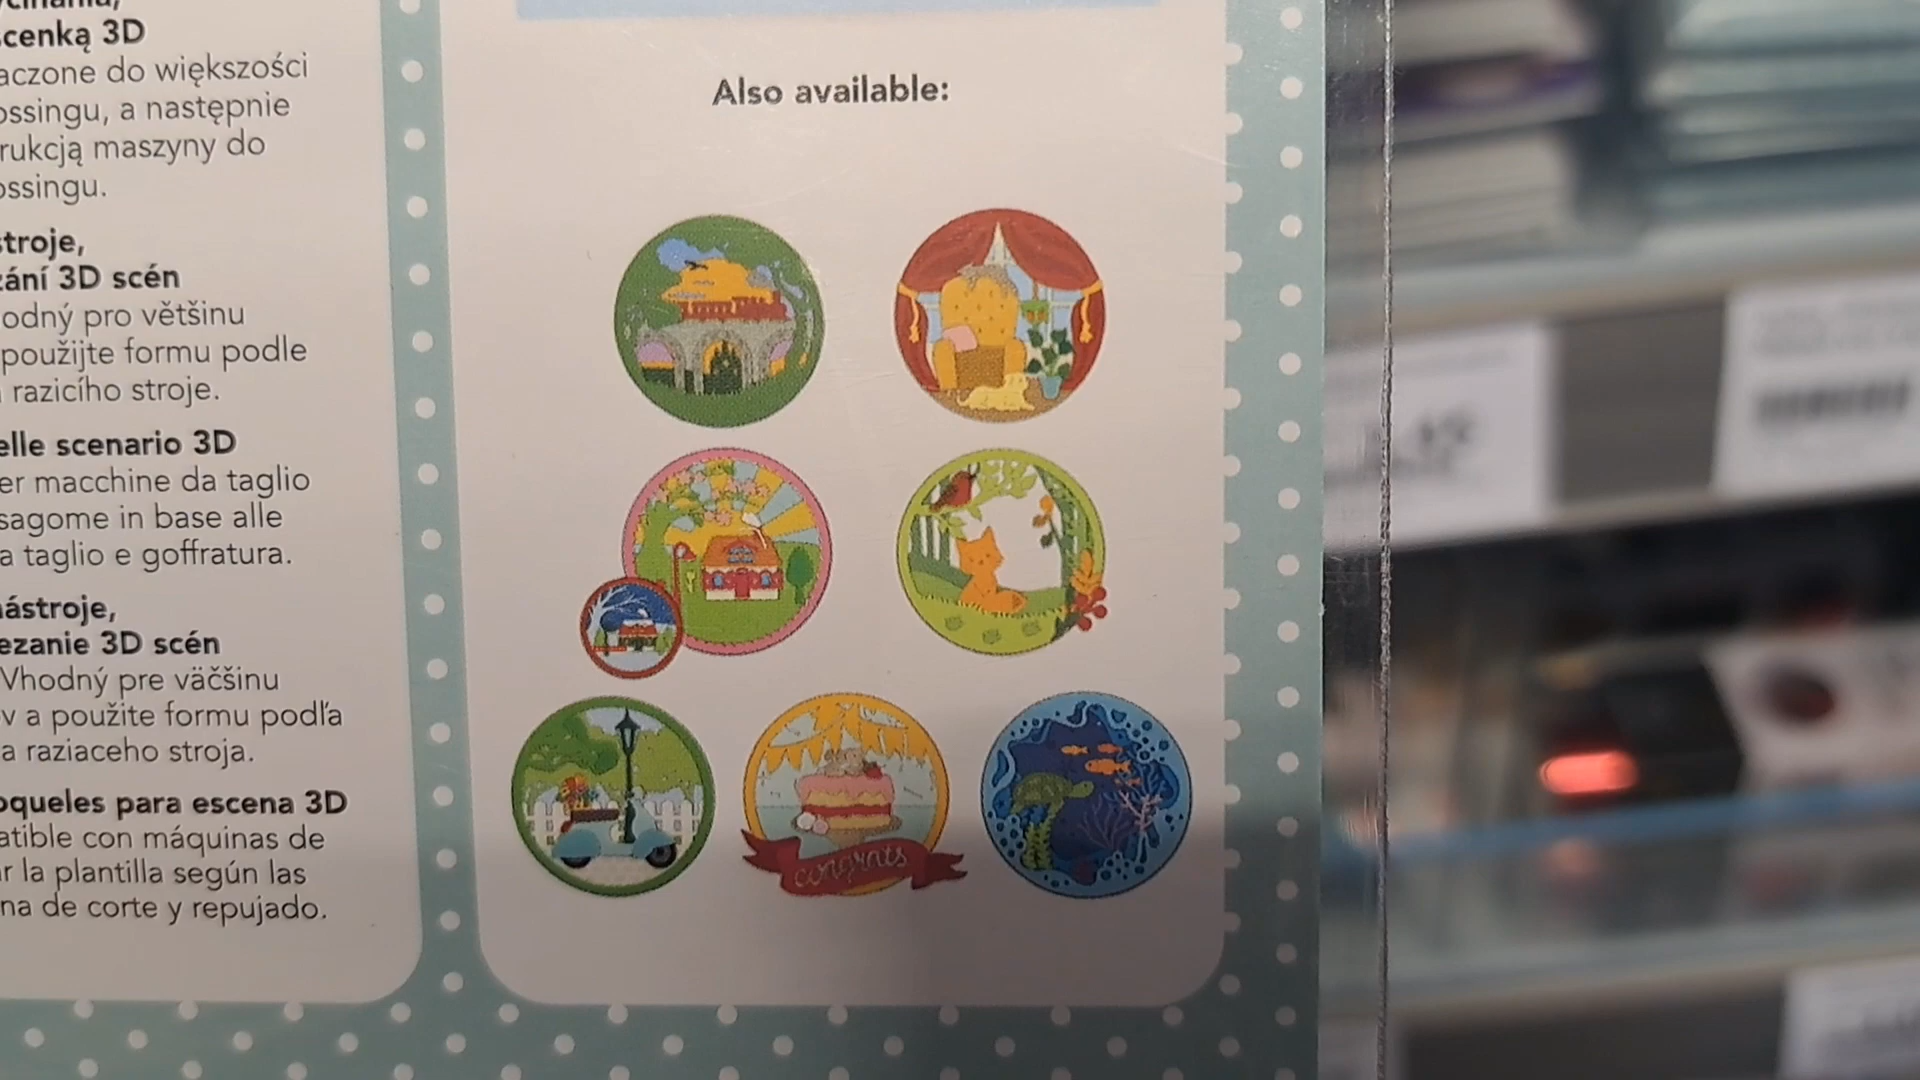 scenką 3D
aczone do większości
ossingu, a następnie
rukcją maszyny do
ossingu.
stroje,
zání 3D scén
odný pro většinu
použijte formu podle
razicího stroje.
elle scenario 3D
er macchine da taglio
sagome in base alle
a taglio e goffratura.
nástroje,
ezanie 3D scén
Vhodný pre väčšinu
v a použite formu podľa
a raziaceho stroja.
oqueles para escena 3D
atible con máquinas de
ar la plantilla según las
na de corte y repujado.
Also available:
congrats